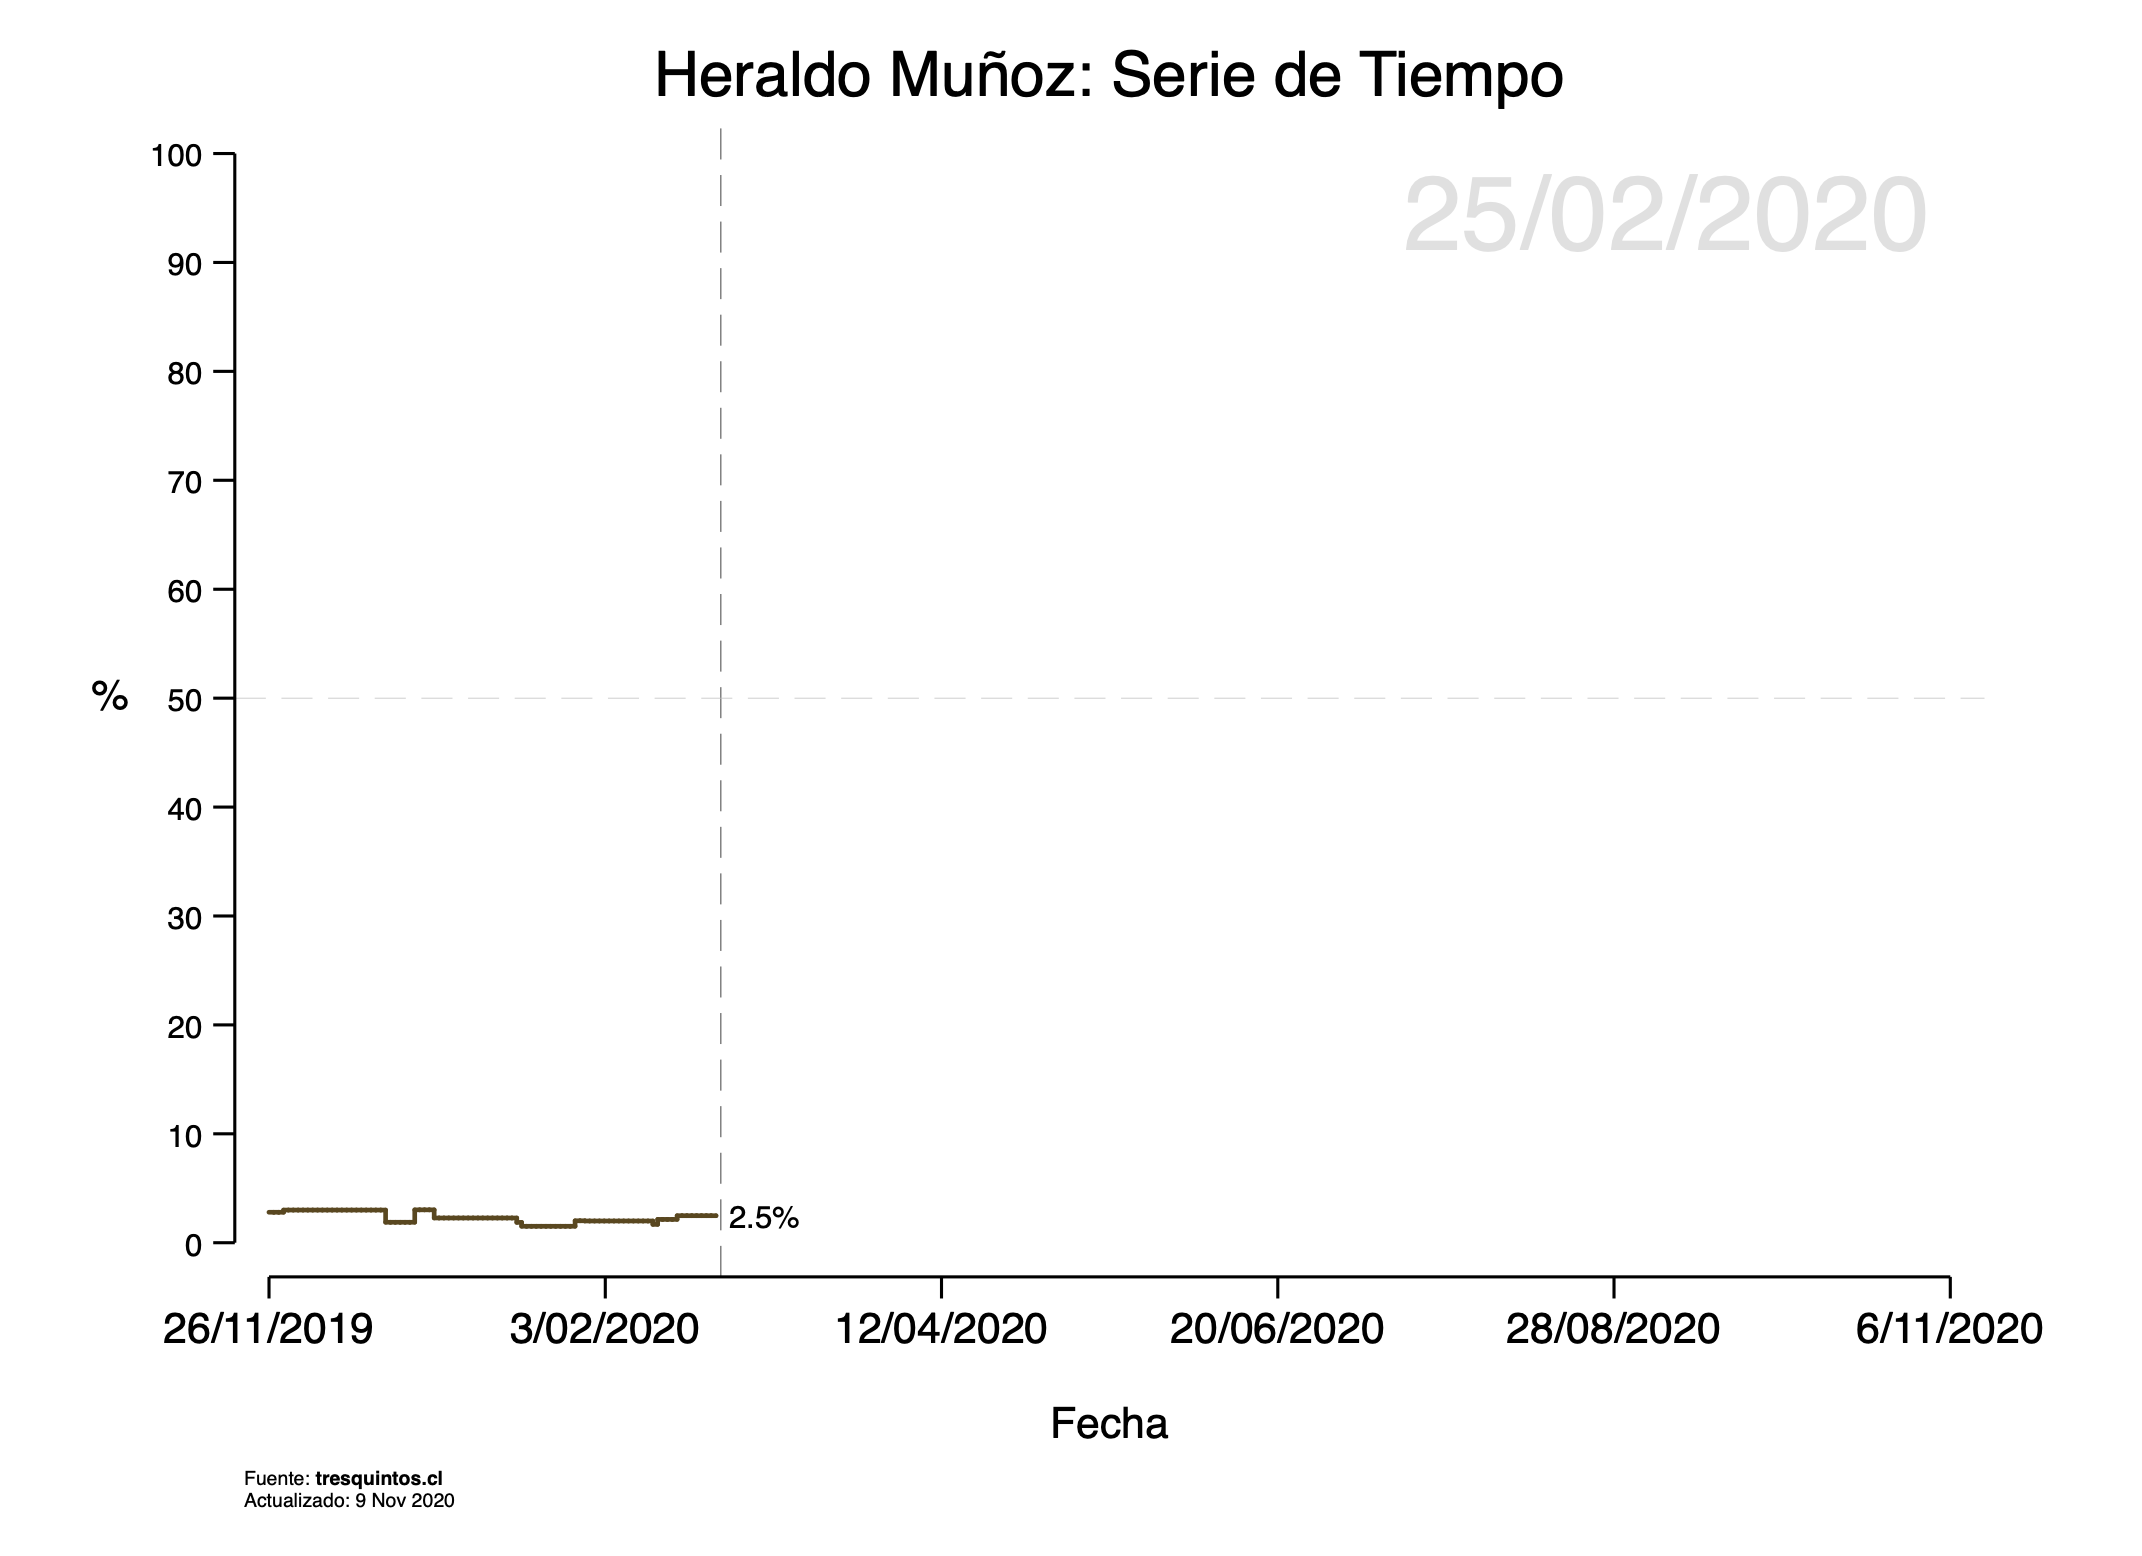 Heraldo Muñoz: Serie de Tiempo
25/02/2020
100
90
80
70
60
% 50
40
30
20
10
2.5%
0
26/11/2019 3/02/2020 12/04/2020 20/06/2020 28/08/2020 6/11/2020
Fecha
Fuente: tresquintos.cl
Actualizado: 9 Nov 2020